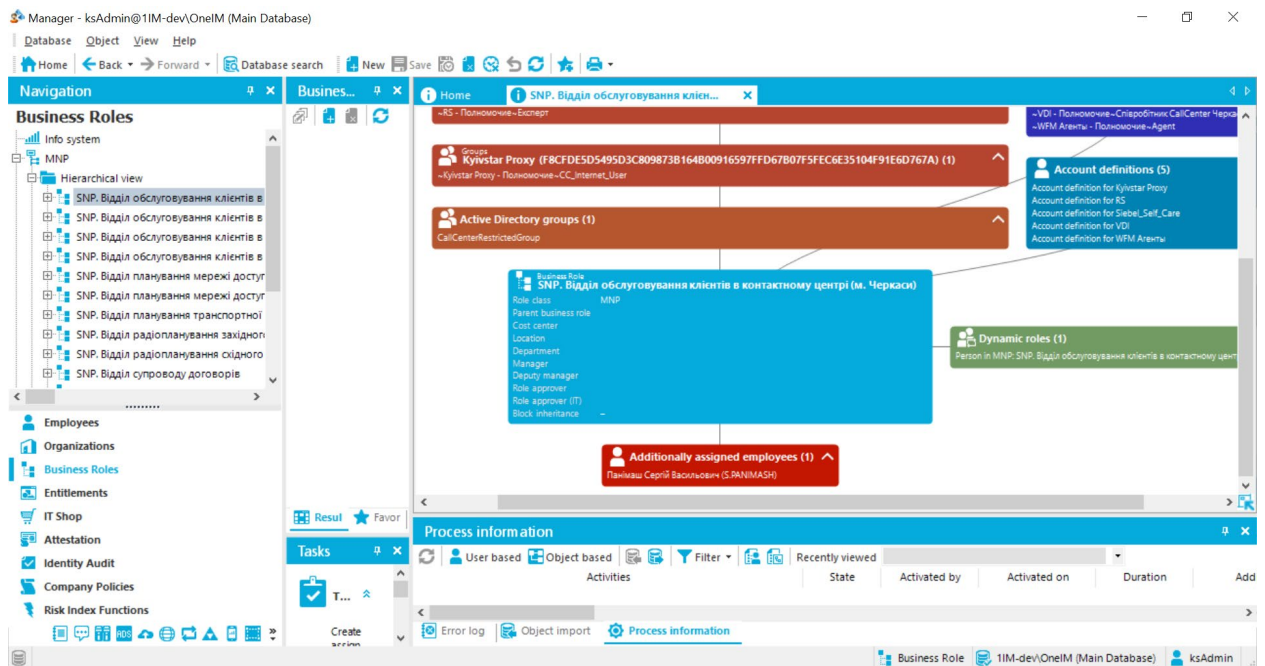 Manager - ksAdmin@1IM-dev\OneIM (Main Database)
Database Object View Help
Home Back Forward Database search New Save
Navigation
Business Roles
Info system
MNP
Hierarchical view
SNP. Відділ обслуговування клієнтів в
SNP. Відділ обслуговування клієнтів в
SNP. Відділ обслуговування клієнтів в
SNP. Відділ обслуговування клієнтів в
SNP. Відділ планування мережі доступ
SNP. Відділ планування мережі доступ
SNP. Відділ планування транспортної
SNP. Відділ радіопланування західного
SNP. Відділ радіопланування східного
SNP. Відділ супроводу договорів
Employees
Organizations
Business Roles
Entitlements
IT Shop
Attestation
Identity Audit
Company Policies
Risk Index Functions
RDS
Busines...
Resul Favor
Tasks
T...
Create
assign
Home SNP. Відділ обслуговування клієн...
~RS - Полномочие~Експерт
~VDI - Полномочие~Співробітник CallCenter Черка
~WFM Агенты - Полномочие~Agent
Groups
Kyivstar Proxy (F8CFDE5D5495D3C809873B164B00916597FFD67B07F5FEC6E35104F91E6D767A) (1)
~Kyivstar Proxy - Полномочие~CC_Internet_User
Account definitions (5)
Account definition for Kyivstar Proxy
Account definition for RS
Account definition for Siebel_Self_Care
Account definition for VDI
Account definition for WFM Агенты
Active Directory groups (1)
CallCenterRestrictedGroup
Business Role
SNP. Відділ обслуговування клієнтів в контактному центрі (м. Черкаси)
Role class MNP
Parent business role
Cost center
Location
Department
Manager
Deputy manager
Role approver
Role approver (IT)
Block inheritance –
Dynamic roles (1)
Person in MNP: SNP. Відділ обслуговування клієнтів в контактному цент
Additionally assigned employees (1)
Панімаш Сергій Васильович (S.PANIMASH)
Process information
User based Object based Filter Recently viewed
Activities State Activated by Activated on Duration Add
Error log Object import Process information
Business Role 1IM-dev\OneIM (Main Database) ksAdmin